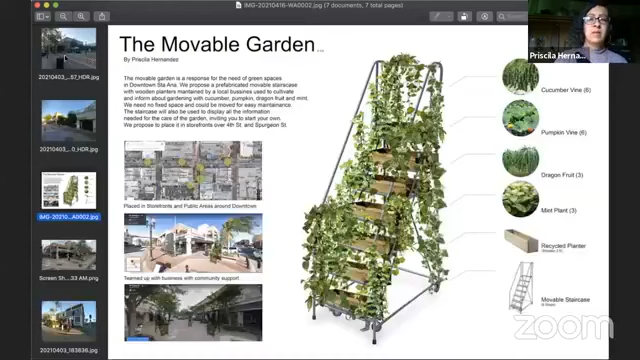 IMG-20210416-WA0002.jpg (7 documents, 7 total pages)
20210403_...57_HDR.jpg
20210403_...0_HDR.jpg
IMG-20210...A0002.jpg
Screen Sh....33 AM.png
20210403_163636.jpg
The Movable Garden
By Priscila Hernandez
The movable garden is a response for the need of green spaces
in Downtown Sta Ana. We propose a prefabricated movable stairacase
with wooden planters mantained by a local bussines used to cultivate
and inform about gardening with cucumber, pumpkin, dragon fruit and mint.
We need no fixed space and could be moved for easy maintenance.
The staircase will also be used to display all the information
needed for the care of the garden, inviting you to start your own.
We propose to place it in storefronts over 4th St. and Spurgeon St.
Placed in Storefronts and Public Areas around Downtown
Teamed up with business with community support
Cucumber Vine (6)
Pumpkin Vine (6)
Dragon Fruit (3)
Mint Plant (3)
Recycled Planter
Movable Staircase
Priscila Herna...
zoom